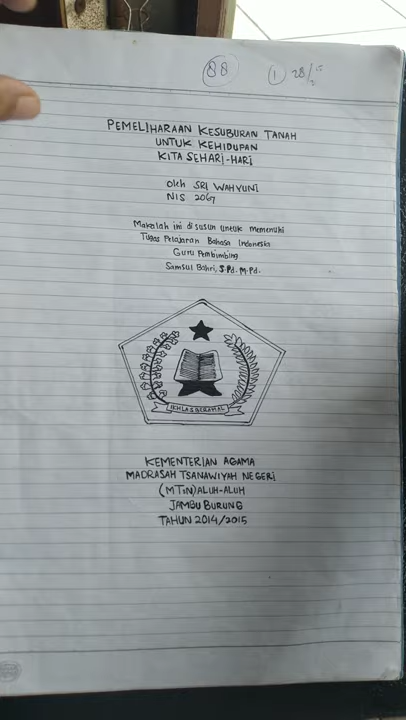 88
1 28/
PEMELIHARAAN KESUBURAN TANAH
UNTUK KEHIDUPAN
KITA SEHARI-HARI
Oleh SRI WAHYUNI
NIS 2067
Makalah ini di susun untuk memenuhi
Tugas Pelajaran Bahasa Indonesia
Guru Pembimbing
Samsul Bahri, S.Pd. M.Pd.
IKHLAS BERAMAL
KEMENTERIAN AGAMA
MADRASAH TSANAWIYAH NEGERI
(MTsN) ALUH-ALUH
JAMBU BURUNG
TAHUN 2014/2015